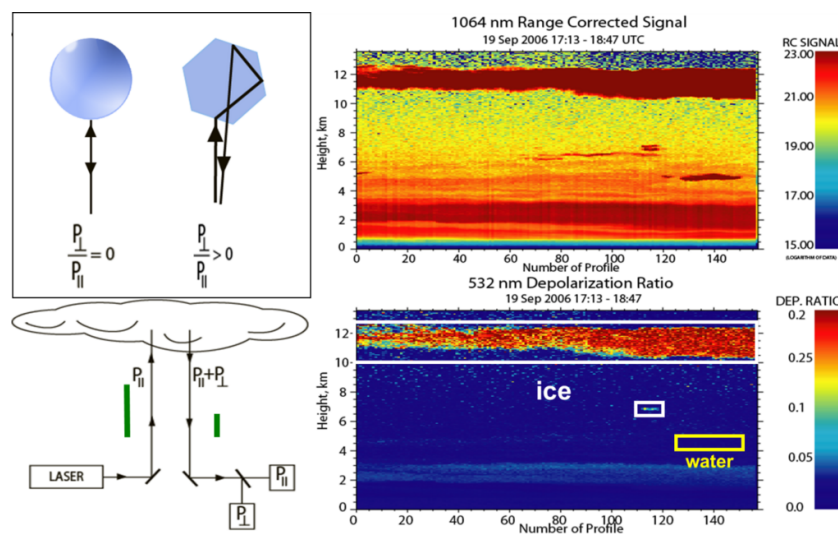 P⊥
P|| =0
P⊥
P|| >0
P||
P||+P⊥
LASER
P||
P⊥
1064 nm Range Corrected Signal
19 Sep 2006 17:13 - 18:47 UTC
RC SIGNAL
23.00
21.00
19.00
17.00
15.00
(LOGARITHM OF DATA)
Height, km
12
10
8
6
4
2
0
0 20 40 60 80 100 120 140
Number of Profile
532 nm Depolarization Ratio
19 Sep 2006 17:13 - 18:47
DEP. RATIO
0.2
0.25
0.1
0.05
0.0
Height, km
12
10
8
6
4
2
0
ice
water
0 20 40 60 80 100 120 140
Number of Profile